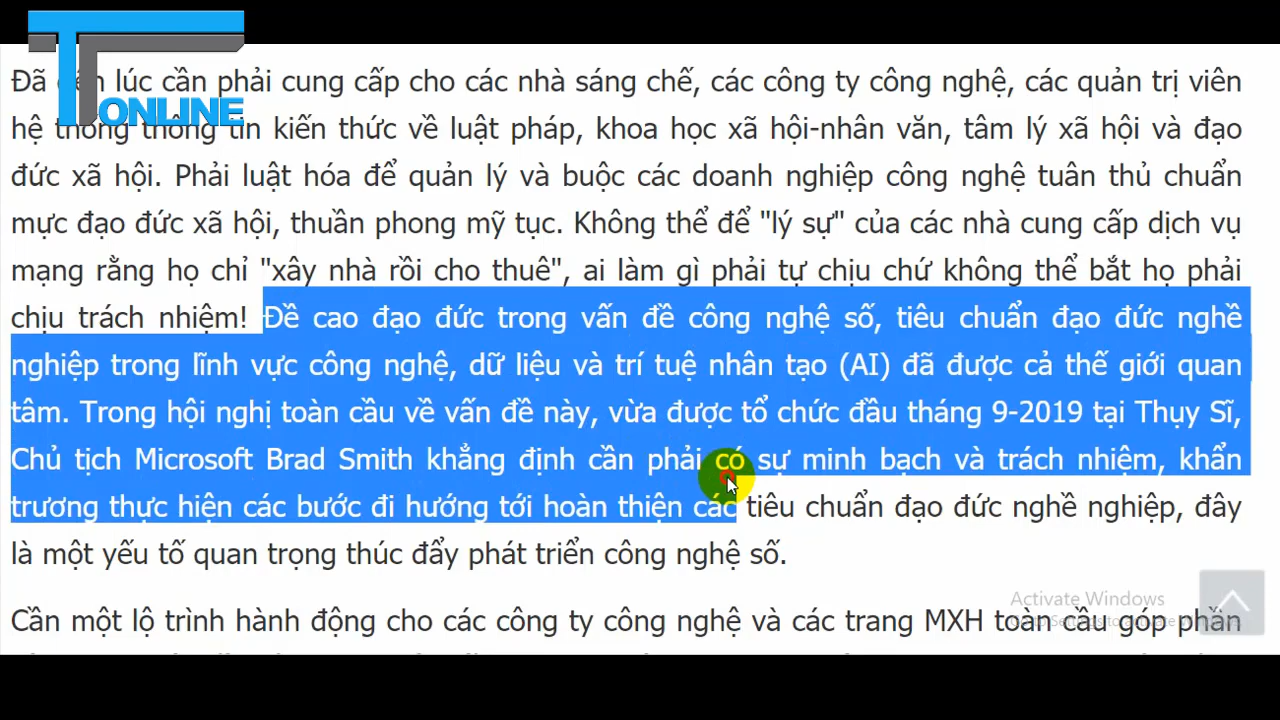 ONLINE
Đã đến lúc cần phải cung cấp cho các nhà sáng chế, các công ty công nghệ, các quản trị viên
hệ thống thông tin kiến thức về luật pháp, khoa học xã hội-nhân văn, tâm lý xã hội và đạo
đức xã hội. Phải luật hóa để quản lý và buộc các doanh nghiệp công nghệ tuân thủ chuẩn
mực đạo đức xã hội, thuần phong mỹ tục. Không thể để "lý sự" của các nhà cung cấp dịch vụ
mạng rằng họ chỉ "xây nhà rồi cho thuê", ai làm gì phải tự chịu chứ không thể bắt họ phải
chịu trách nhiệm! Đề cao đạo đức trong vấn đề công nghệ số, tiêu chuẩn đạo đức nghề
nghiệp trong lĩnh vực công nghệ, dữ liệu và trí tuệ nhân tạo (AI) đã được cả thế giới quan
tâm. Trong hội nghị toàn cầu về vấn đề này, vừa được tổ chức đầu tháng 9-2019 tại Thụy Sĩ,
Chủ tịch Microsoft Brad Smith khẳng định cần phải có sự minh bạch và trách nhiệm, khẩn
trương thực hiện các bước đi hướng tới hoàn thiện các tiêu chuẩn đạo đức nghề nghiệp, đây
là một yếu tố quan trọng thúc đẩy phát triển công nghệ số.
Activate Windows
Cần một lộ trình hành động cho các công ty công nghệ và các trang MXH toàn cầu góp phần